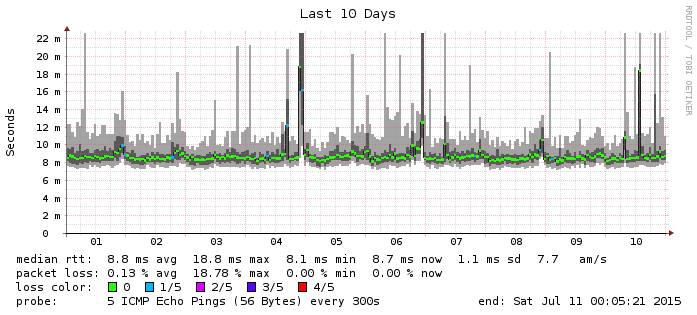 Last 10 Days
RRDTOOL / TOBI OETIKER
Seconds
22 m
20 m
18 m
16 m
14 m
12 m
10 m
8 m
6 m
4 m
2 m
0
01 02 03 04 05 06 07 08 09 10
median rtt: 8.8 ms avg 18.8 ms max 8.1 ms min 8.7 ms now 1.1 ms sd 7.7 am/s
packet loss: 0.13 % avg 18.78 % max 0.00 % min 0.00 % now
loss color: 0 1/5 2/5 3/5 4/5
probe: 5 ICMP Echo Pings (56 Bytes) every 300s end: Sat Jul 11 00:05:21 2015